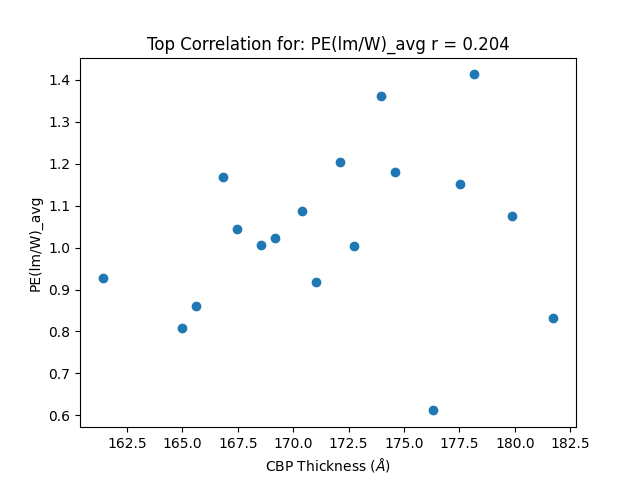 Top Correlation for: PE(lm/W)_avg r = 0.204
PE(lm/W)_avg
1.4
1.3
1.2
1.1
1.0
0.9
0.8
0.7
0.6
162.5 165.0 167.5 170.0 172.5 175.0 177.5 180.0 182.5
CBP Thickness (Å)